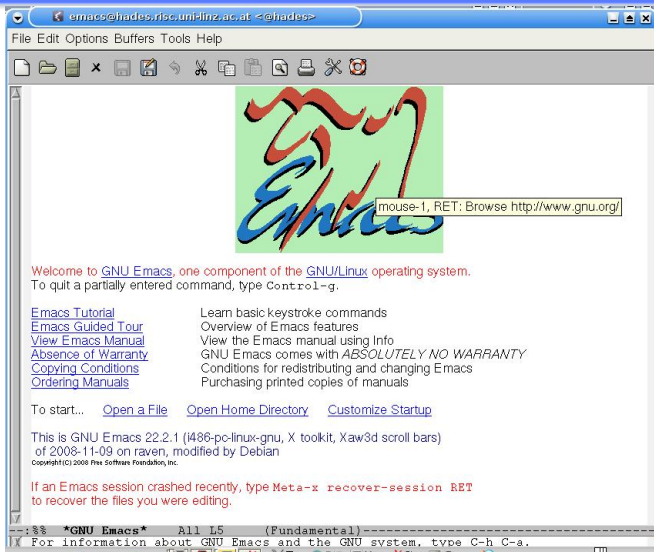 emacs@hades.risc.uni-linz.ac.at <@hades>
File Edit Options Buffers Tools Help
Emacs
mouse-1, RET: Browse http://www.gnu.org/
Welcome to GNU Emacs, one component of the GNU/Linux operating system.
To quit a partially entered command, type Control-g.
Emacs Tutorial Learn basic keystroke commands
Emacs Guided Tour Overview of Emacs features
View Emacs Manual View the Emacs manual using Info
Absence of Warranty GNU Emacs comes with ABSOLUTELY NO WARRANTY
Copying Conditions Conditions for redistributing and changing Emacs
Ordering Manuals Purchasing printed copies of manuals
To start... Open a File Open Home Directory Customize Startup
This is GNU Emacs 22.2.1 (i486-pc-linux-gnu, X toolkit, Xaw3d scroll bars)
of 2008-11-09 on raven, modified by Debian
Copyright (C) 2008 Free Software Foundation, Inc.
If an Emacs session crashed recently, type Meta-x recover-session RET
to recover the files you were editing.
--:%% *GNU Emacs* All L5 (Fundamental)----
For information about GNU Emacs and the GNU system, type C-h C-a.